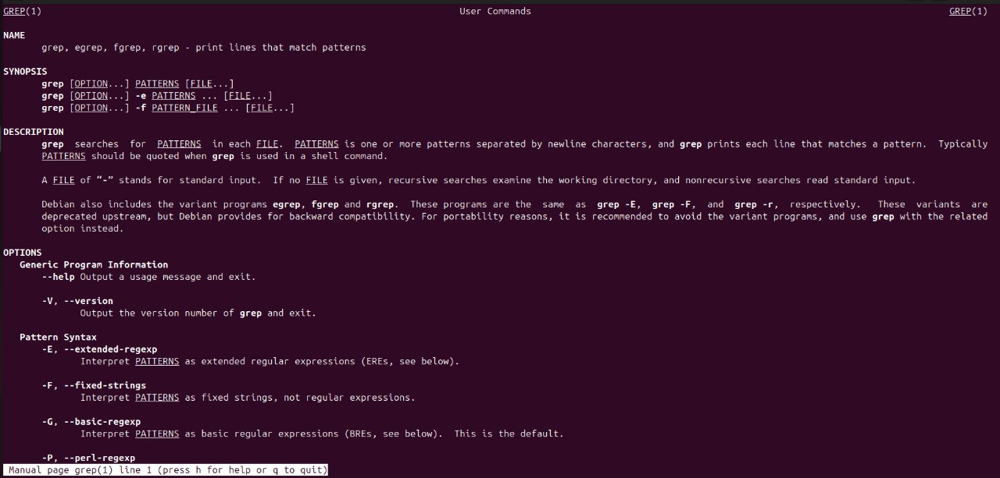 GREP(1) User Commands GREP(1)
NAME
grep, egrep, fgrep, rgrep - print lines that match patterns
SYNOPSIS
grep [OPTION...] PATTERNS [FILE...]
grep [OPTION...] -e PATTERNS ... [FILE...]
grep [OPTION...] -f PATTERN_FILE ... [FILE...]
DESCRIPTION
grep searches for PATTERNS in each FILE. PATTERNS is one or more patterns separated by newline characters, and grep prints each line that matches a pattern. Typically
PATTERNS should be quoted when grep is used in a shell command.
A FILE of “-” stands for standard input. If no FILE is given, recursive searches examine the working directory, and nonrecursive searches read standard input.
Debian also includes the variant programs egrep, fgrep and rgrep. These programs are the same as grep -E, grep -F, and grep -r, respectively. These variants are
deprecated upstream, but Debian provides for backward compatibility. For portability reasons, it is recommended to avoid the variant programs, and use grep with the related
option instead.
OPTIONS
Generic Program Information
--help Output a usage message and exit.
-V, --version
Output the version number of grep and exit.
Pattern Syntax
-E, --extended-regexp
Interpret PATTERNS as extended regular expressions (EREs, see below).
-F, --fixed-strings
Interpret PATTERNS as fixed strings, not regular expressions.
-G, --basic-regexp
Interpret PATTERNS as basic regular expressions (BREs, see below). This is the default.
-P, --perl-regexp
Manual page grep(1) line 1 (press h for help or q to quit)